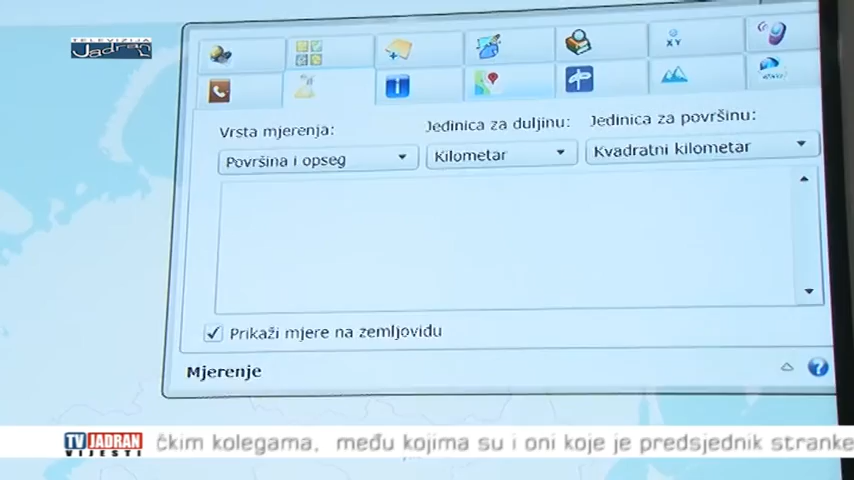 TELEVIZIJA
Jadran
XY
Vrsta mjerenja:
Jedinica za duljinu:
Jedinica za površinu:
Površina i opseg
Kilometar
Kvadratni kilometar
Prikaži mjere na zemljovidu
Mjerenje
?
TV JADRAN
VIJESTI
čkim kolegama, među kojima su i oni koje je predsjednik stranke